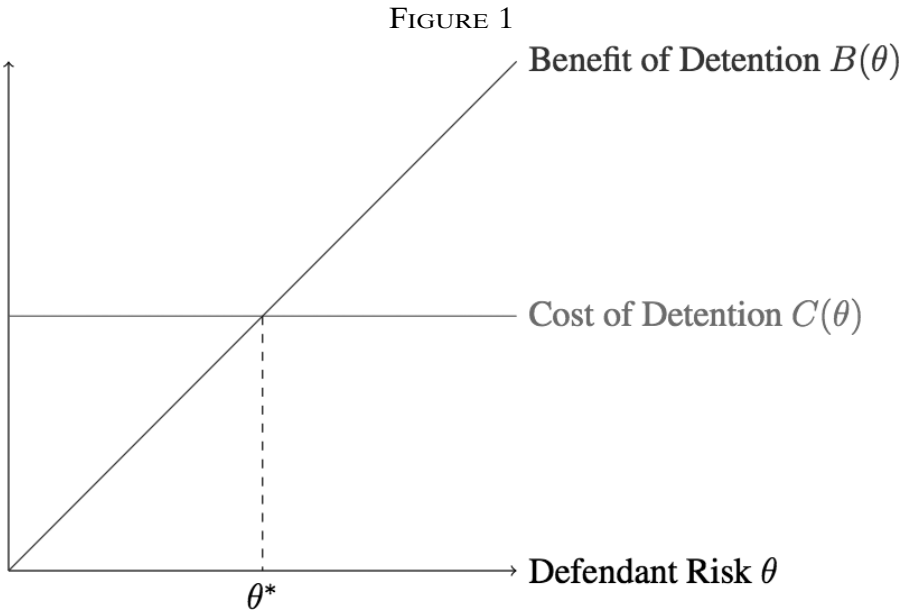 FIGURE 1
Benefit of Detention B(θ)
Cost of Detention C(θ)
Defendant Risk θ
θ*